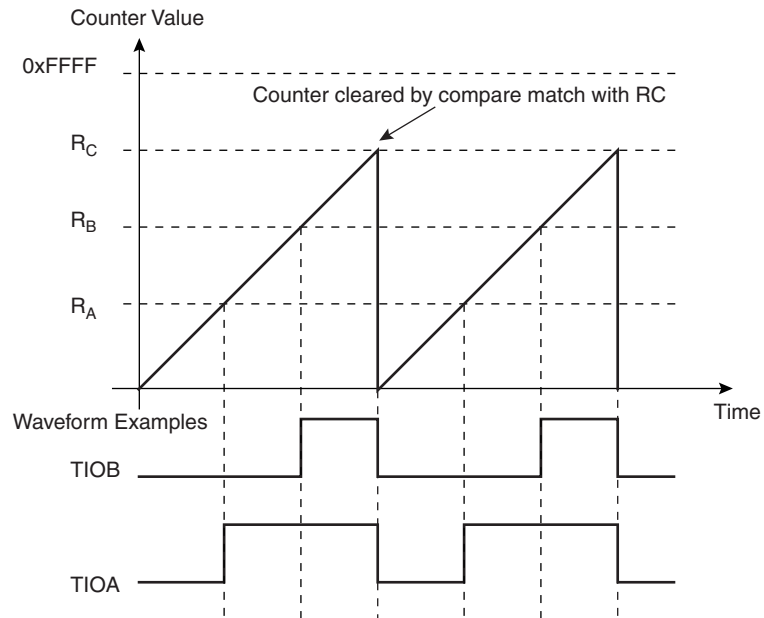 Counter Value
0xFFFF
Counter cleared by compare match with RC
RC
RB
RA
Time
Waveform Examples
TIOB
TIOA